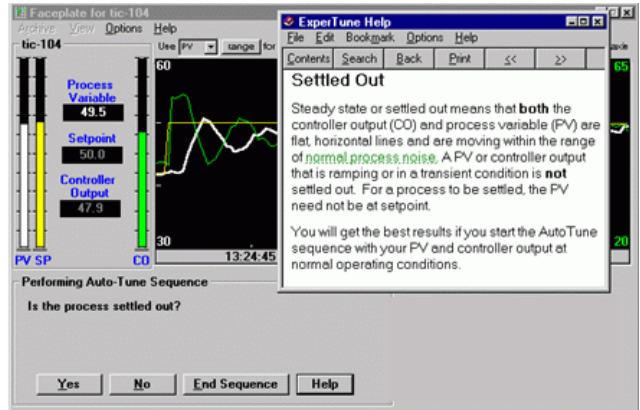 Faceplate for tic-104
Archive View Options Help
tic-104
Use PV range for
60
Process
Variable
49.5
Setpoint
50.0
Controller
Output
47.9
30
PV SP CO
13:24:45
65
20
Performing Auto-Tune Sequence
Is the process settled out?
Yes No End Sequence Help
ExperTune Help
File Edit Bookmark Options Help
Contents Search Back Print << >>
Settled Out
Steady state or settled out means that both the
controller output (CO) and process variable (PV) are
flat, horizontal lines and are moving within the range
of normal process noise. A PV or controller output
that is ramping or in a transient condition is not
settled out. For a process to be settled, the PV
need not be at setpoint.
You will get the best results if you start the AutoTune
sequence with your PV and controller output at
normal operating conditions.